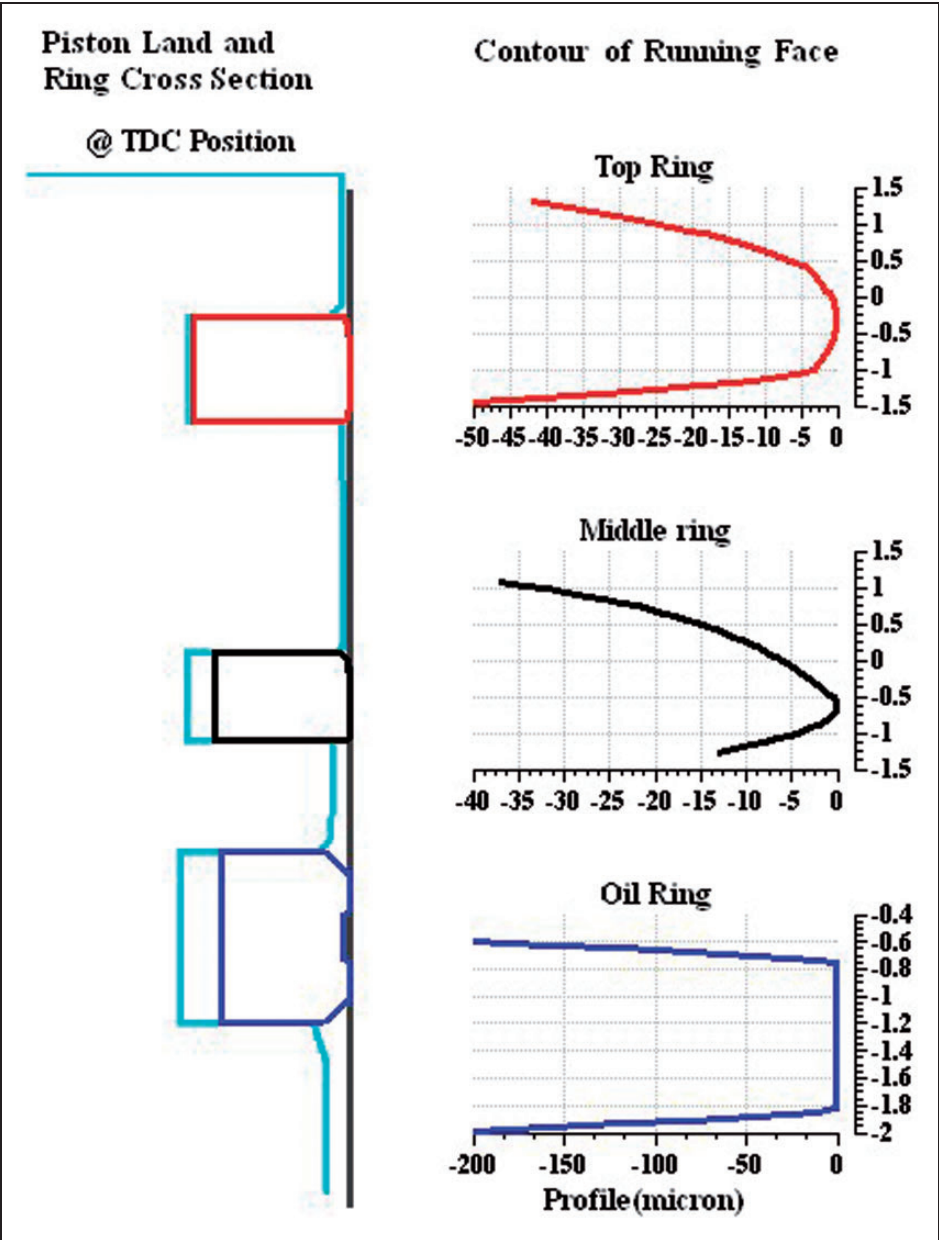 Piston Land and
Ring Cross Section
@ TDC Position
Contour of Running Face
Top Ring
1.5
1
0.5
0
-0.5
-1
-1.5
-50 -45 -40 -35 -30 -25 -20 -15 -10 -5 0
Middle ring
1.5
1
0.5
0
-0.5
-1
-1.5
-40 -35 -30 -25 -20 -15 -10 -5 0
Oil Ring
-0.4
-0.6
-0.8
-1
-1.2
-1.4
-1.6
-1.8
-2
-200 -150 -100 -50 0
Profile(micron)